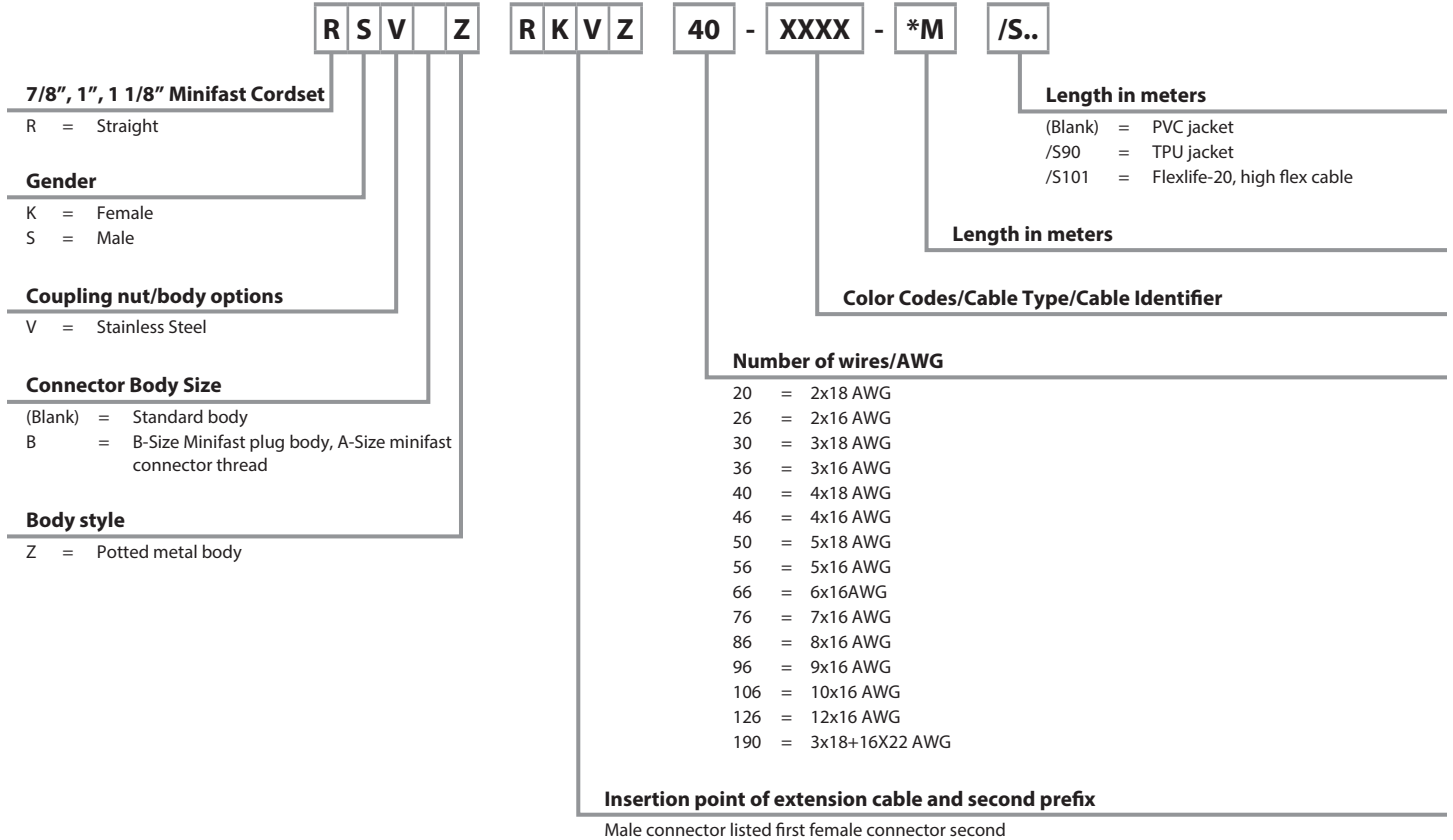 R S V Z R K V Z 40 - XXXX - *M /S..
7/8”, 1”, 1 1/8” Minifast Cordset
R = Straight
Gender
K = Female
S = Male
Coupling nut/body options
V = Stainless Steel
Connector Body Size
(Blank) = Standard body
B = B-Size Minifast plug body, A-Size minifast
connector thread
Body style
Z = Potted metal body
Length in meters
(Blank) = PVC jacket
/S90 = TPU jacket
/S101 = Flexlife-20, high flex cable
Length in meters
Color Codes/Cable Type/Cable Identifier
Number of wires/AWG
20 = 2x18 AWG
26 = 2x16 AWG
30 = 3x18 AWG
36 = 3x16 AWG
40 = 4x18 AWG
46 = 4x16 AWG
50 = 5x18 AWG
56 = 5x16 AWG
66 = 6x16AWG
76 = 7x16 AWG
86 = 8x16 AWG
96 = 9x16 AWG
106 = 10x16 AWG
126 = 12x16 AWG
190 = 3x18+16X22 AWG
Insertion point of extension cable and second prefix
Male connector listed first female connector second